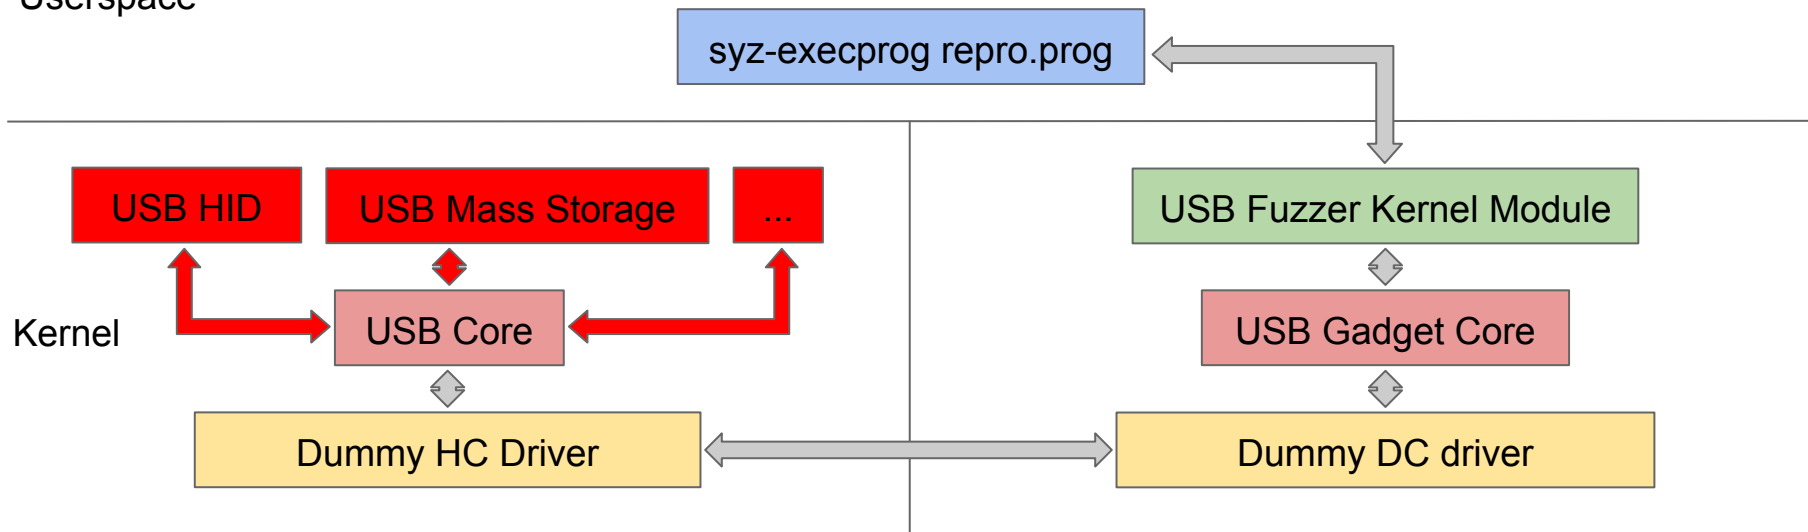 Userspace
syz-execprog repro.prog
USB HID
USB Mass Storage
...
USB Fuzzer Kernel Module
Kernel
USB Core
USB Gadget Core
Dummy HC Driver
Dummy DC driver